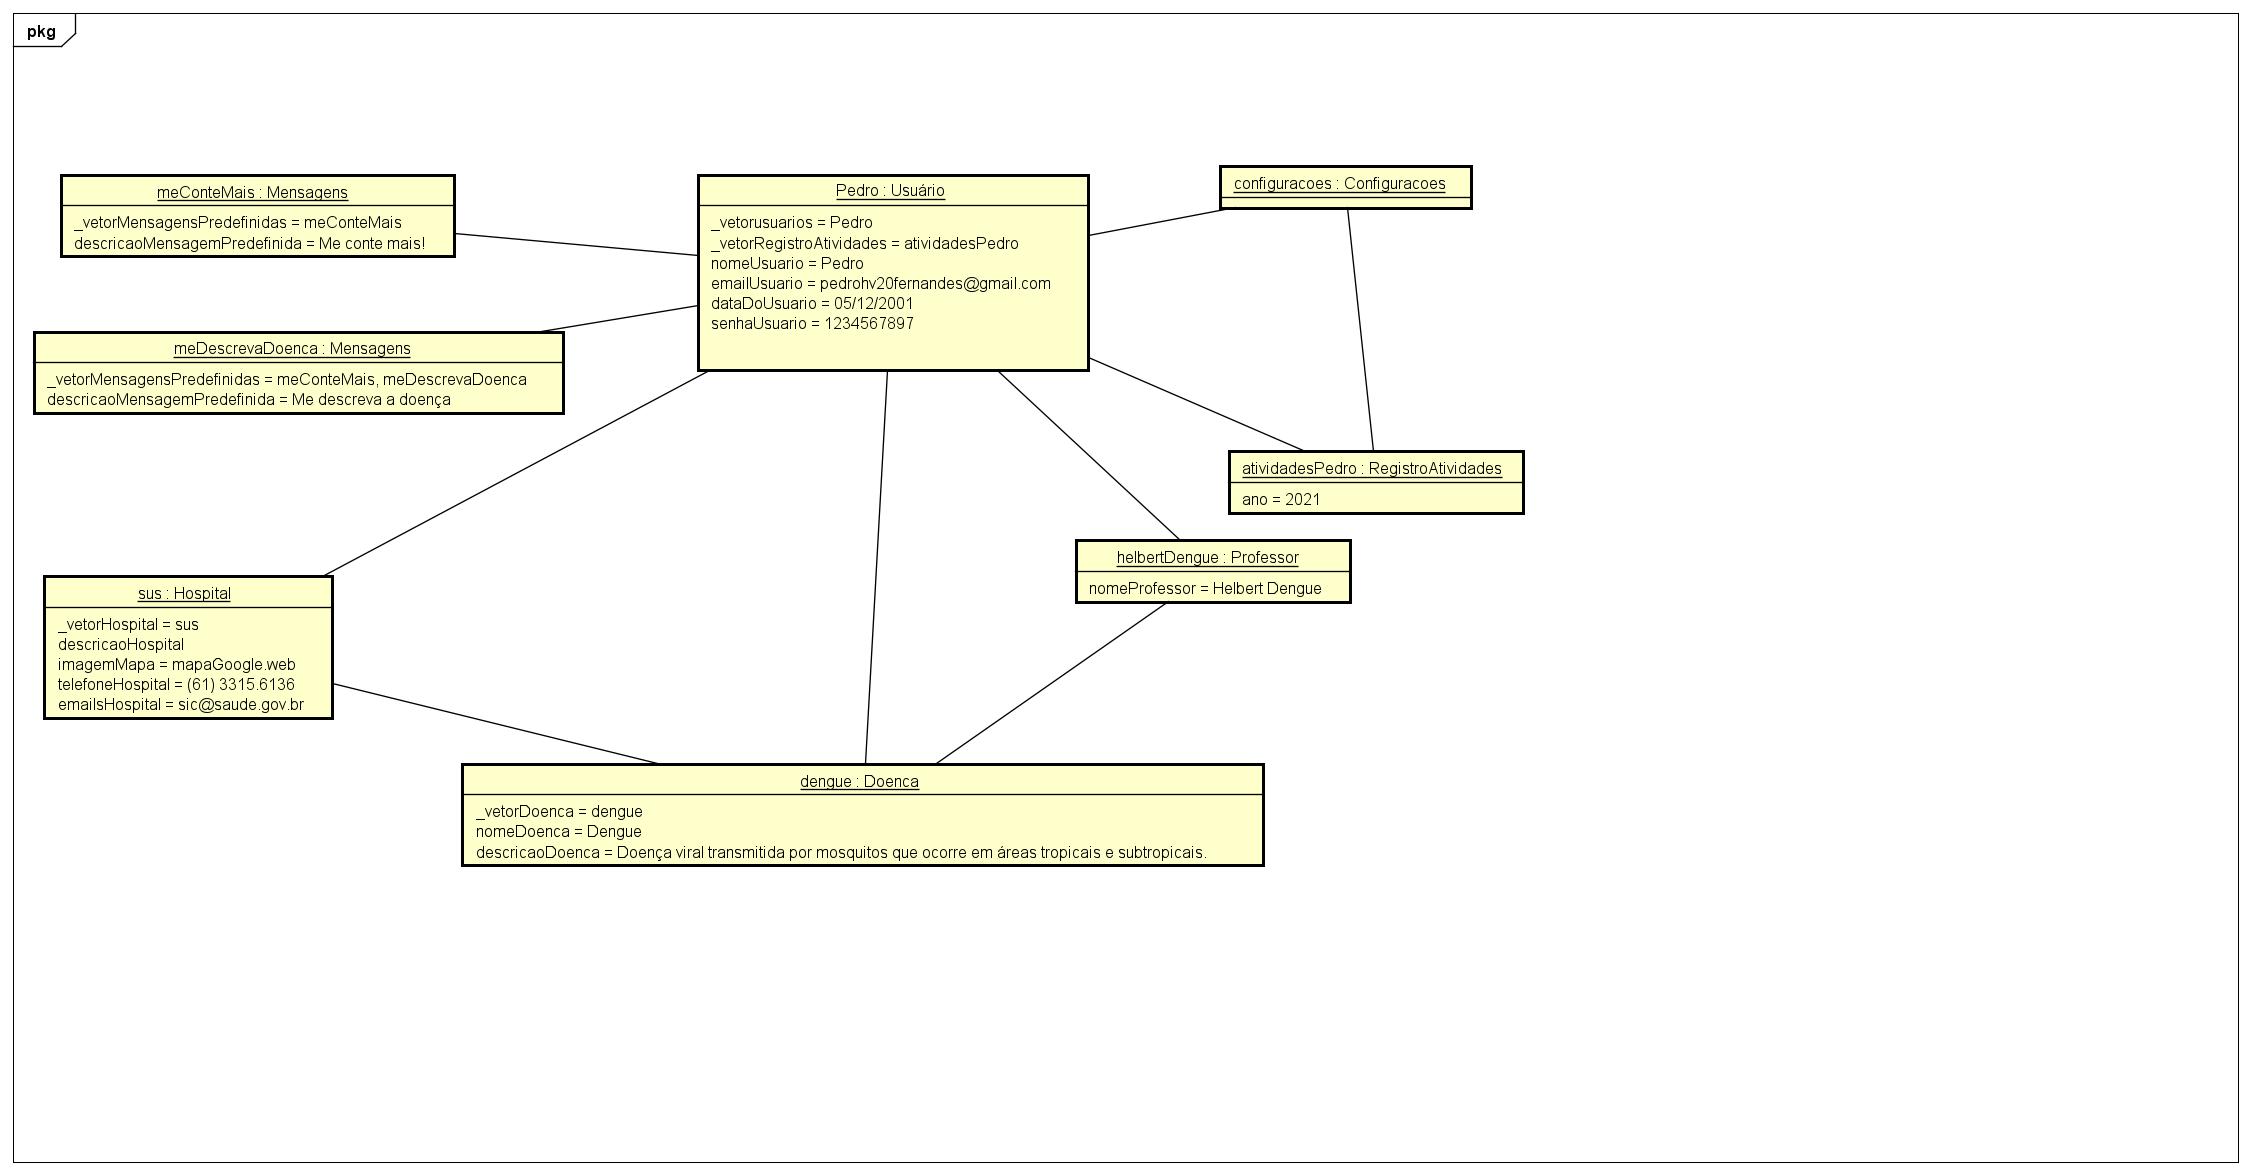 pkg
meConteMais : Mensagens
_vetorMensagensPredefinidas = meConteMais
descricaoMensagemPredefinida = Me conte mais!
Pedro : Usuário
_vetorusuarios = Pedro
_vetorRegistroAtividades = atividadesPedro
nomeUsuario = Pedro
emailUsuario = pedrohv20fernandes@gmail.com
dataDoUsuario = 05/12/2001
senhaUsuario = 1234567897
configuracoes : Configuracoes
meDescrevaDoenca : Mensagens
_vetorMensagensPredefinidas = meConteMais, meDescrevaDoenca
descricaoMensagemPredefinida = Me descreva a doença
atividadesPedro : RegistroAtividades
ano = 2021
helbertDengue : Professor
nomeProfessor = Helbert Dengue
sus : Hospital
_vetorHospital = sus
descricaoHospital
imagemMapa = mapaGoogle.web
telefoneHospital = (61) 3315.6136
emailsHospital = sic@saude.gov.br
dengue : Doenca
_vetorDoenca = dengue
nomeDoenca = Dengue
descricaoDoenca = Doença viral transmitida por mosquitos que ocorre em áreas tropicais e subtropicais.